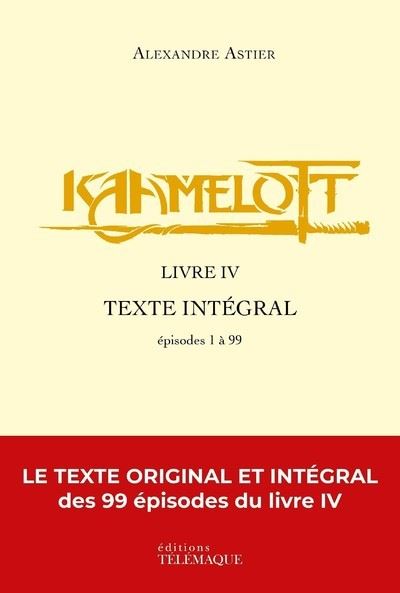 ALEXANDRE ASTIER
KAAMELOTT
LIVRE IV
TEXTE INTÉGRAL
épisodes 1 à 99
LE TEXTE ORIGINAL ET INTÉGRAL
des 99 épisodes du livre IV
éditions
TÉLÉMAQUE